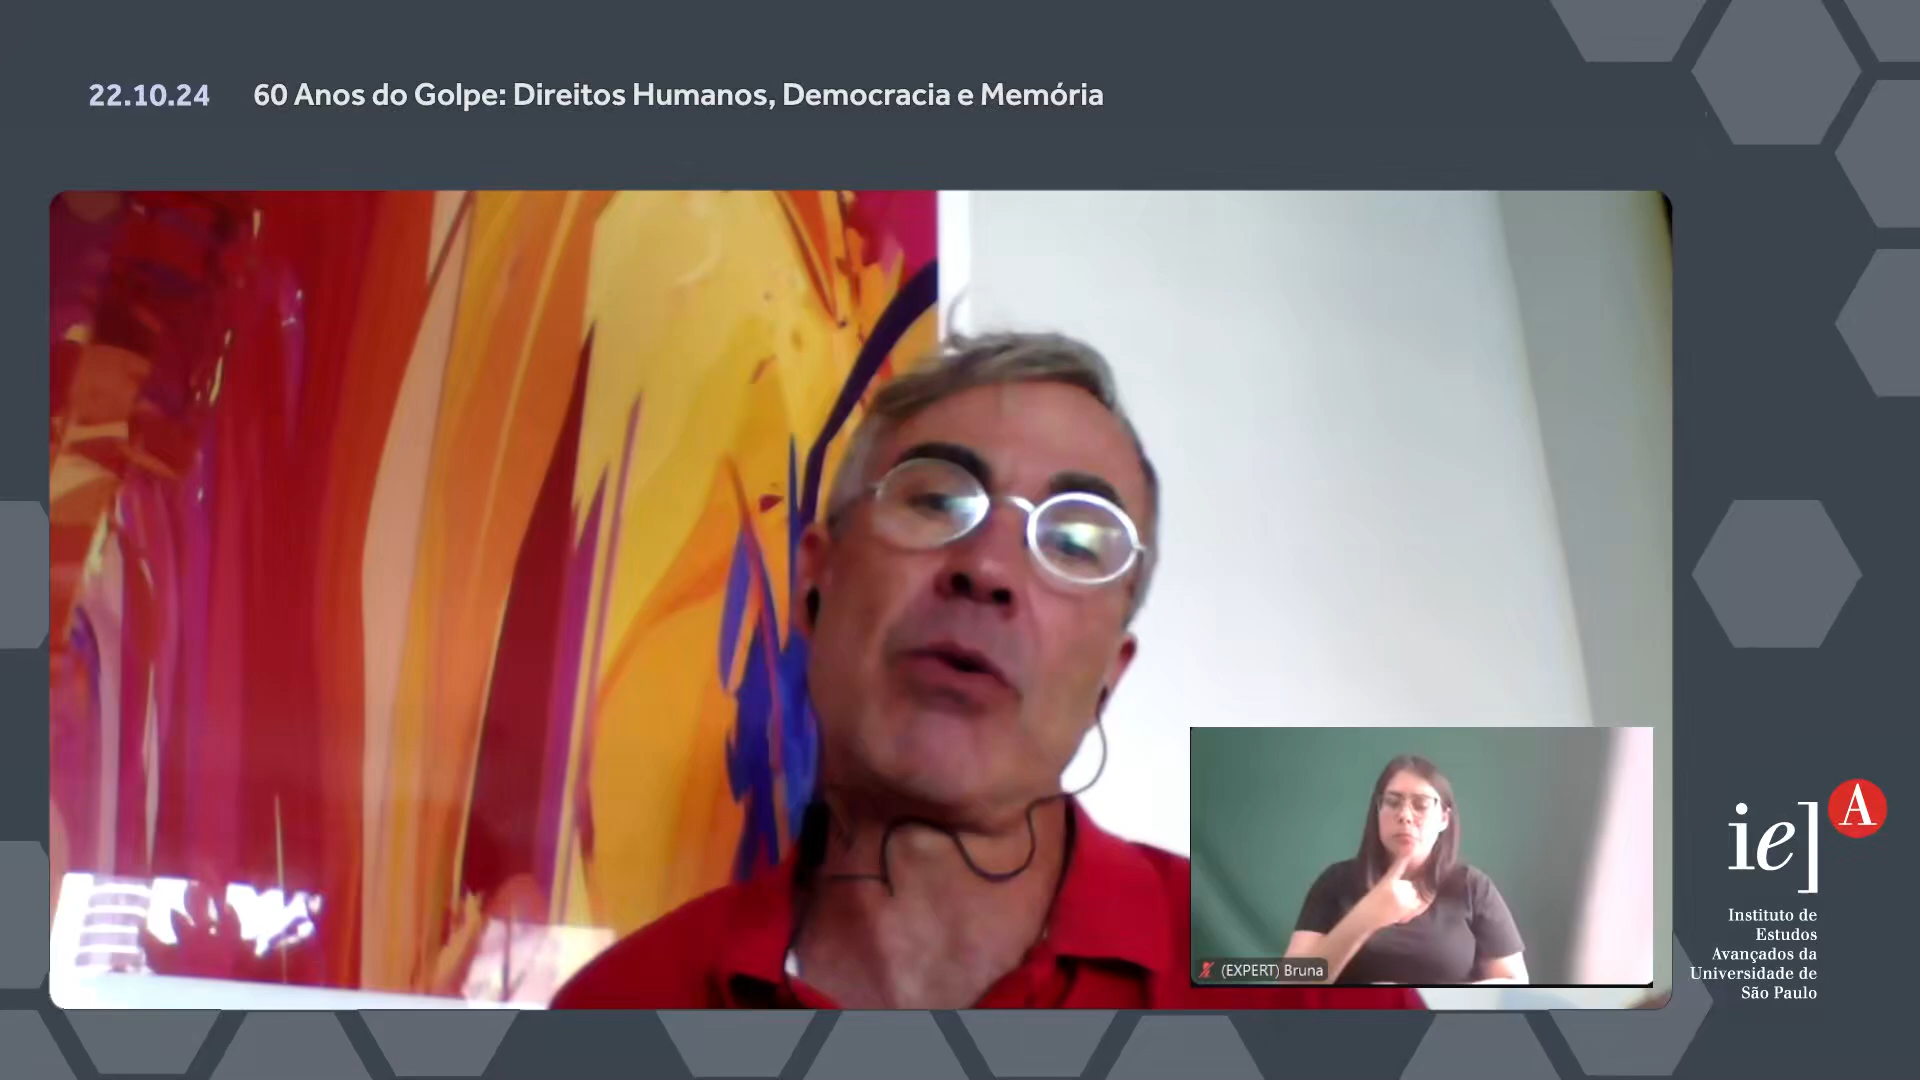 22.10.24 60 Anos do Golpe: Direitos Humanos, Democracia e Memória
(EXPERT) Bruna
ie] A
Instituto de
Estudos
Avançados da
Universidade de
São Paulo